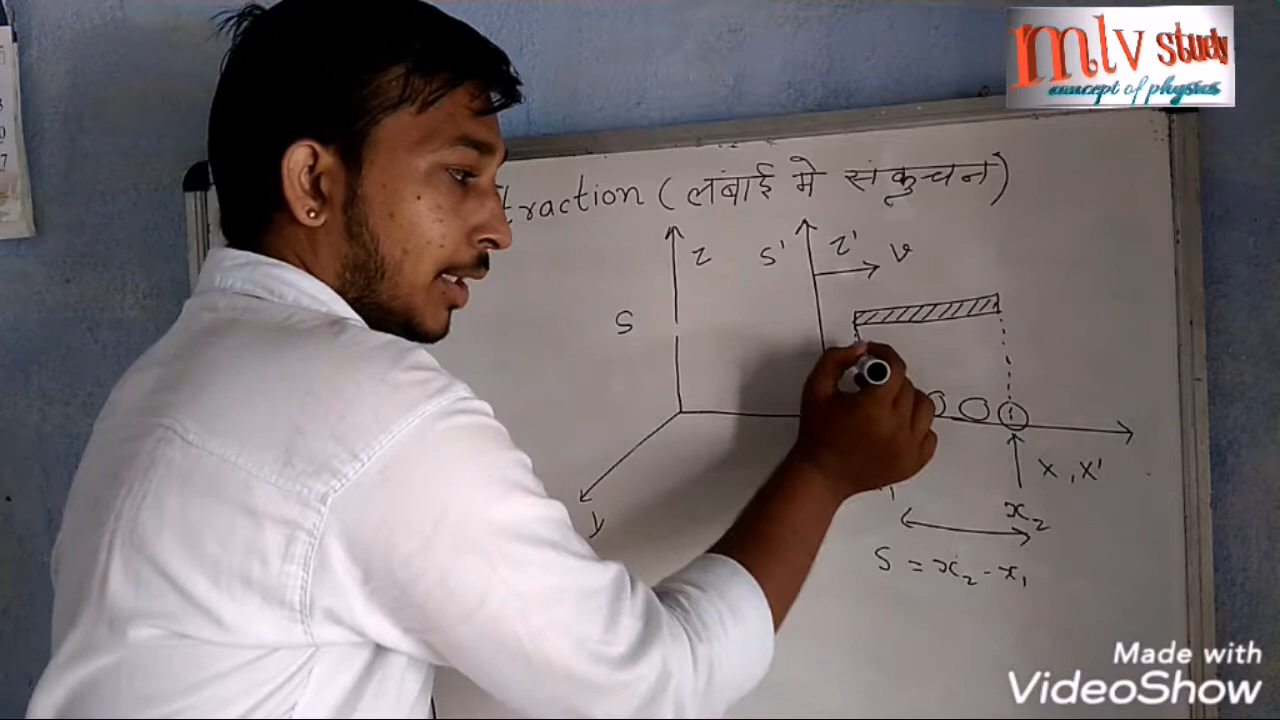 mlv study
concept of physics
traction (लंबाई मे संकुचन)
z
S'
z'
v
S
x, x'
y
x₂
S = x₂ - x₁
Made with
VideoShow